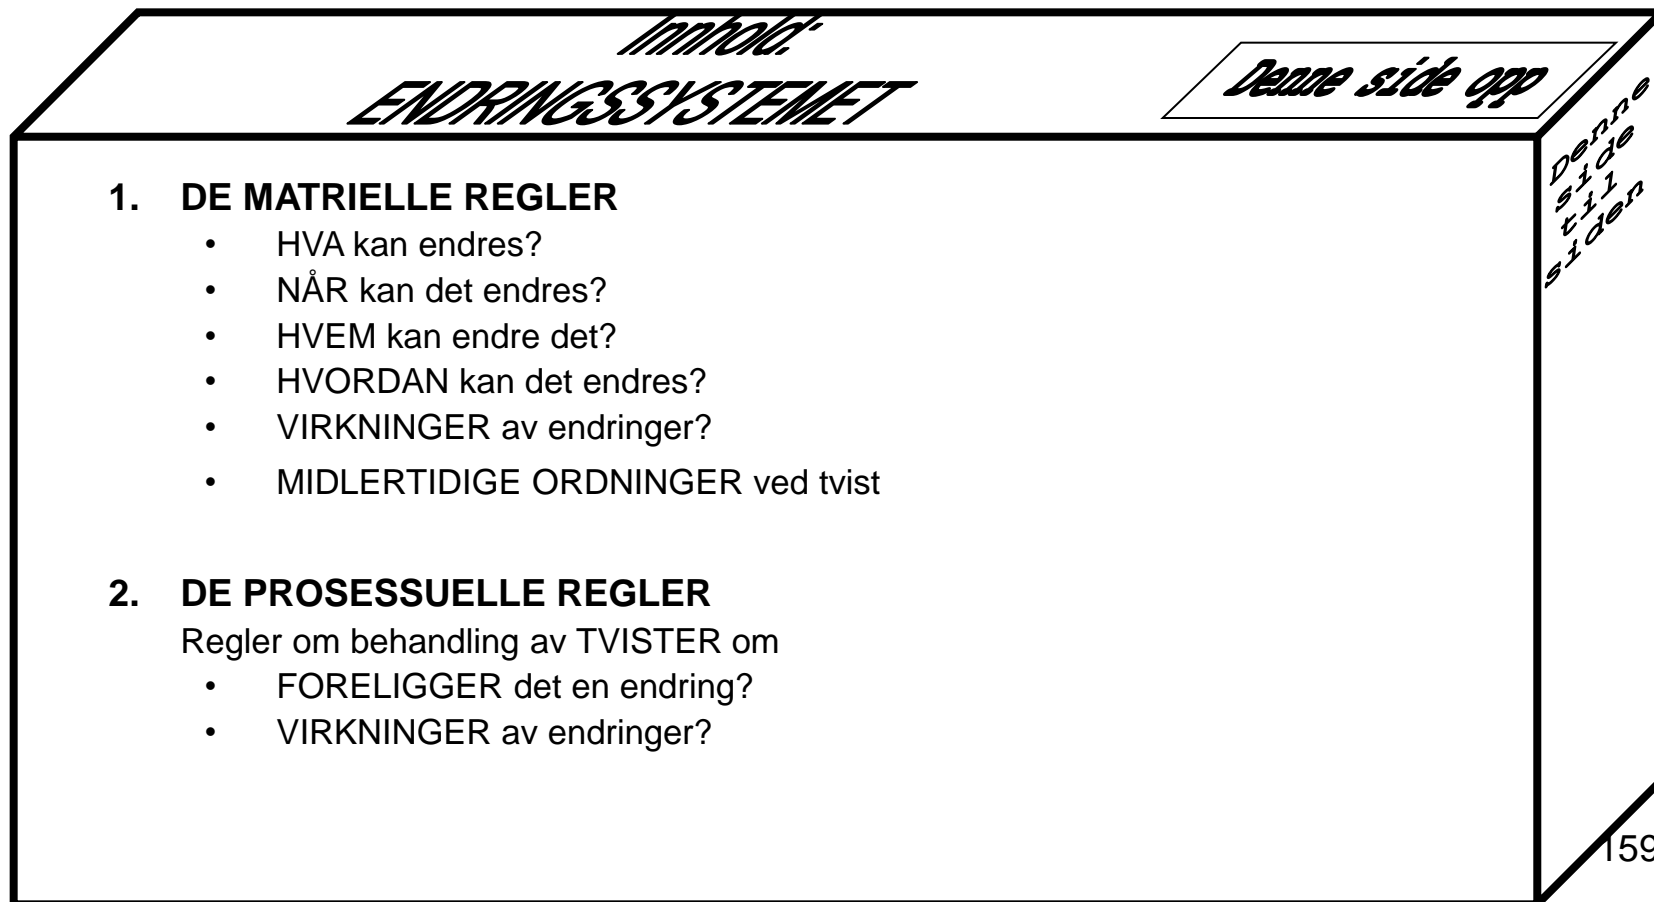 Innhold:
ENDRINGSSYSTEMET
Denne side opp
Denne
side
til
siden
1. DE MATRIELLE REGLER
• HVA kan endres?
• NÅR kan det endres?
• HVEM kan endre det?
• HVORDAN kan det endres?
• VIRKNINGER av endringer?
• MIDLERTIDIGE ORDNINGER ved tvist
2. DE PROSESSUELLE REGLER
Regler om behandling av TVISTER om
• FORELIGGER det en endring?
• VIRKNINGER av endringer?
159